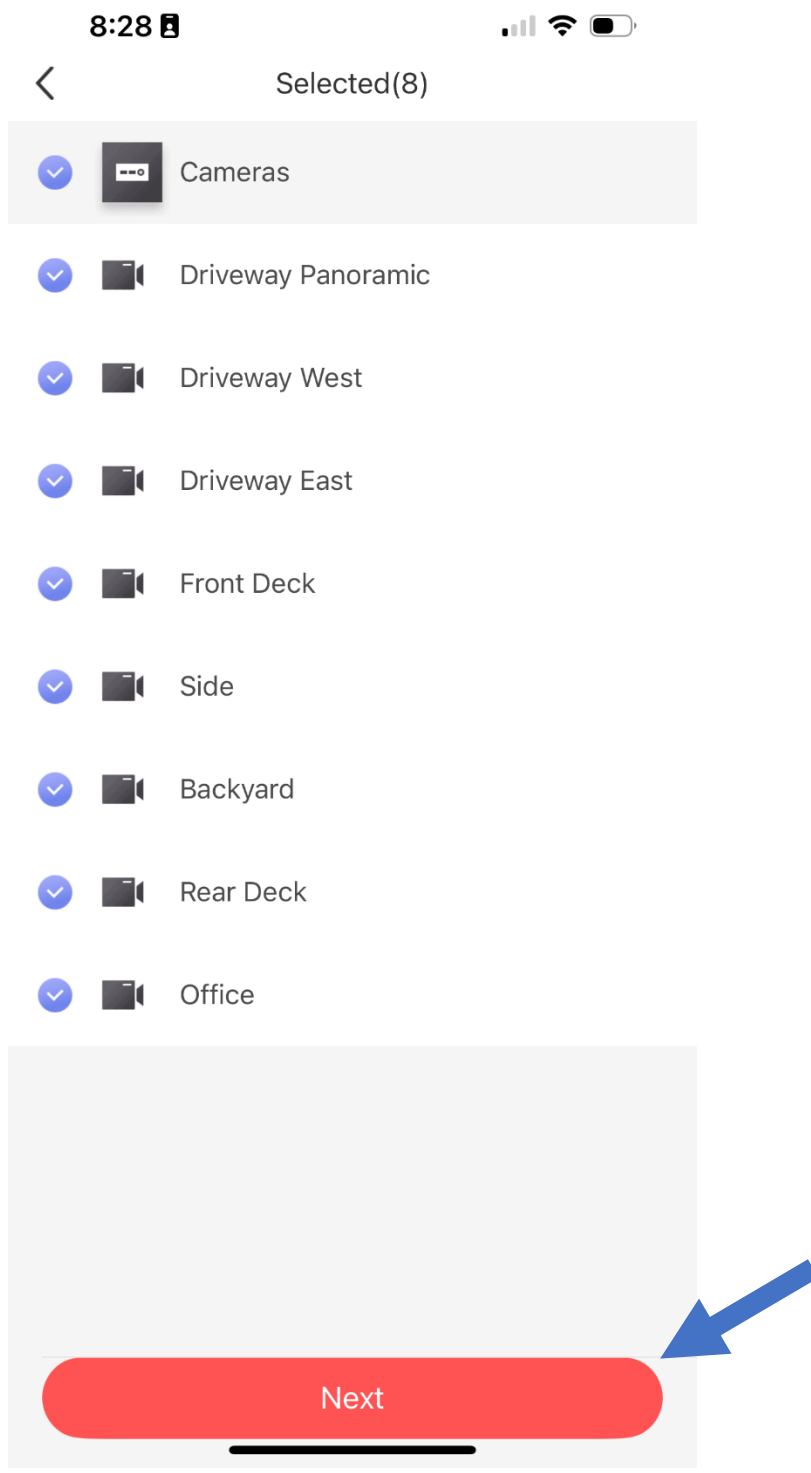 8:28
Selected(8)
Cameras
Driveway Panoramic
Driveway West
Driveway East
Front Deck
Side
Backyard
Rear Deck
Office
Next